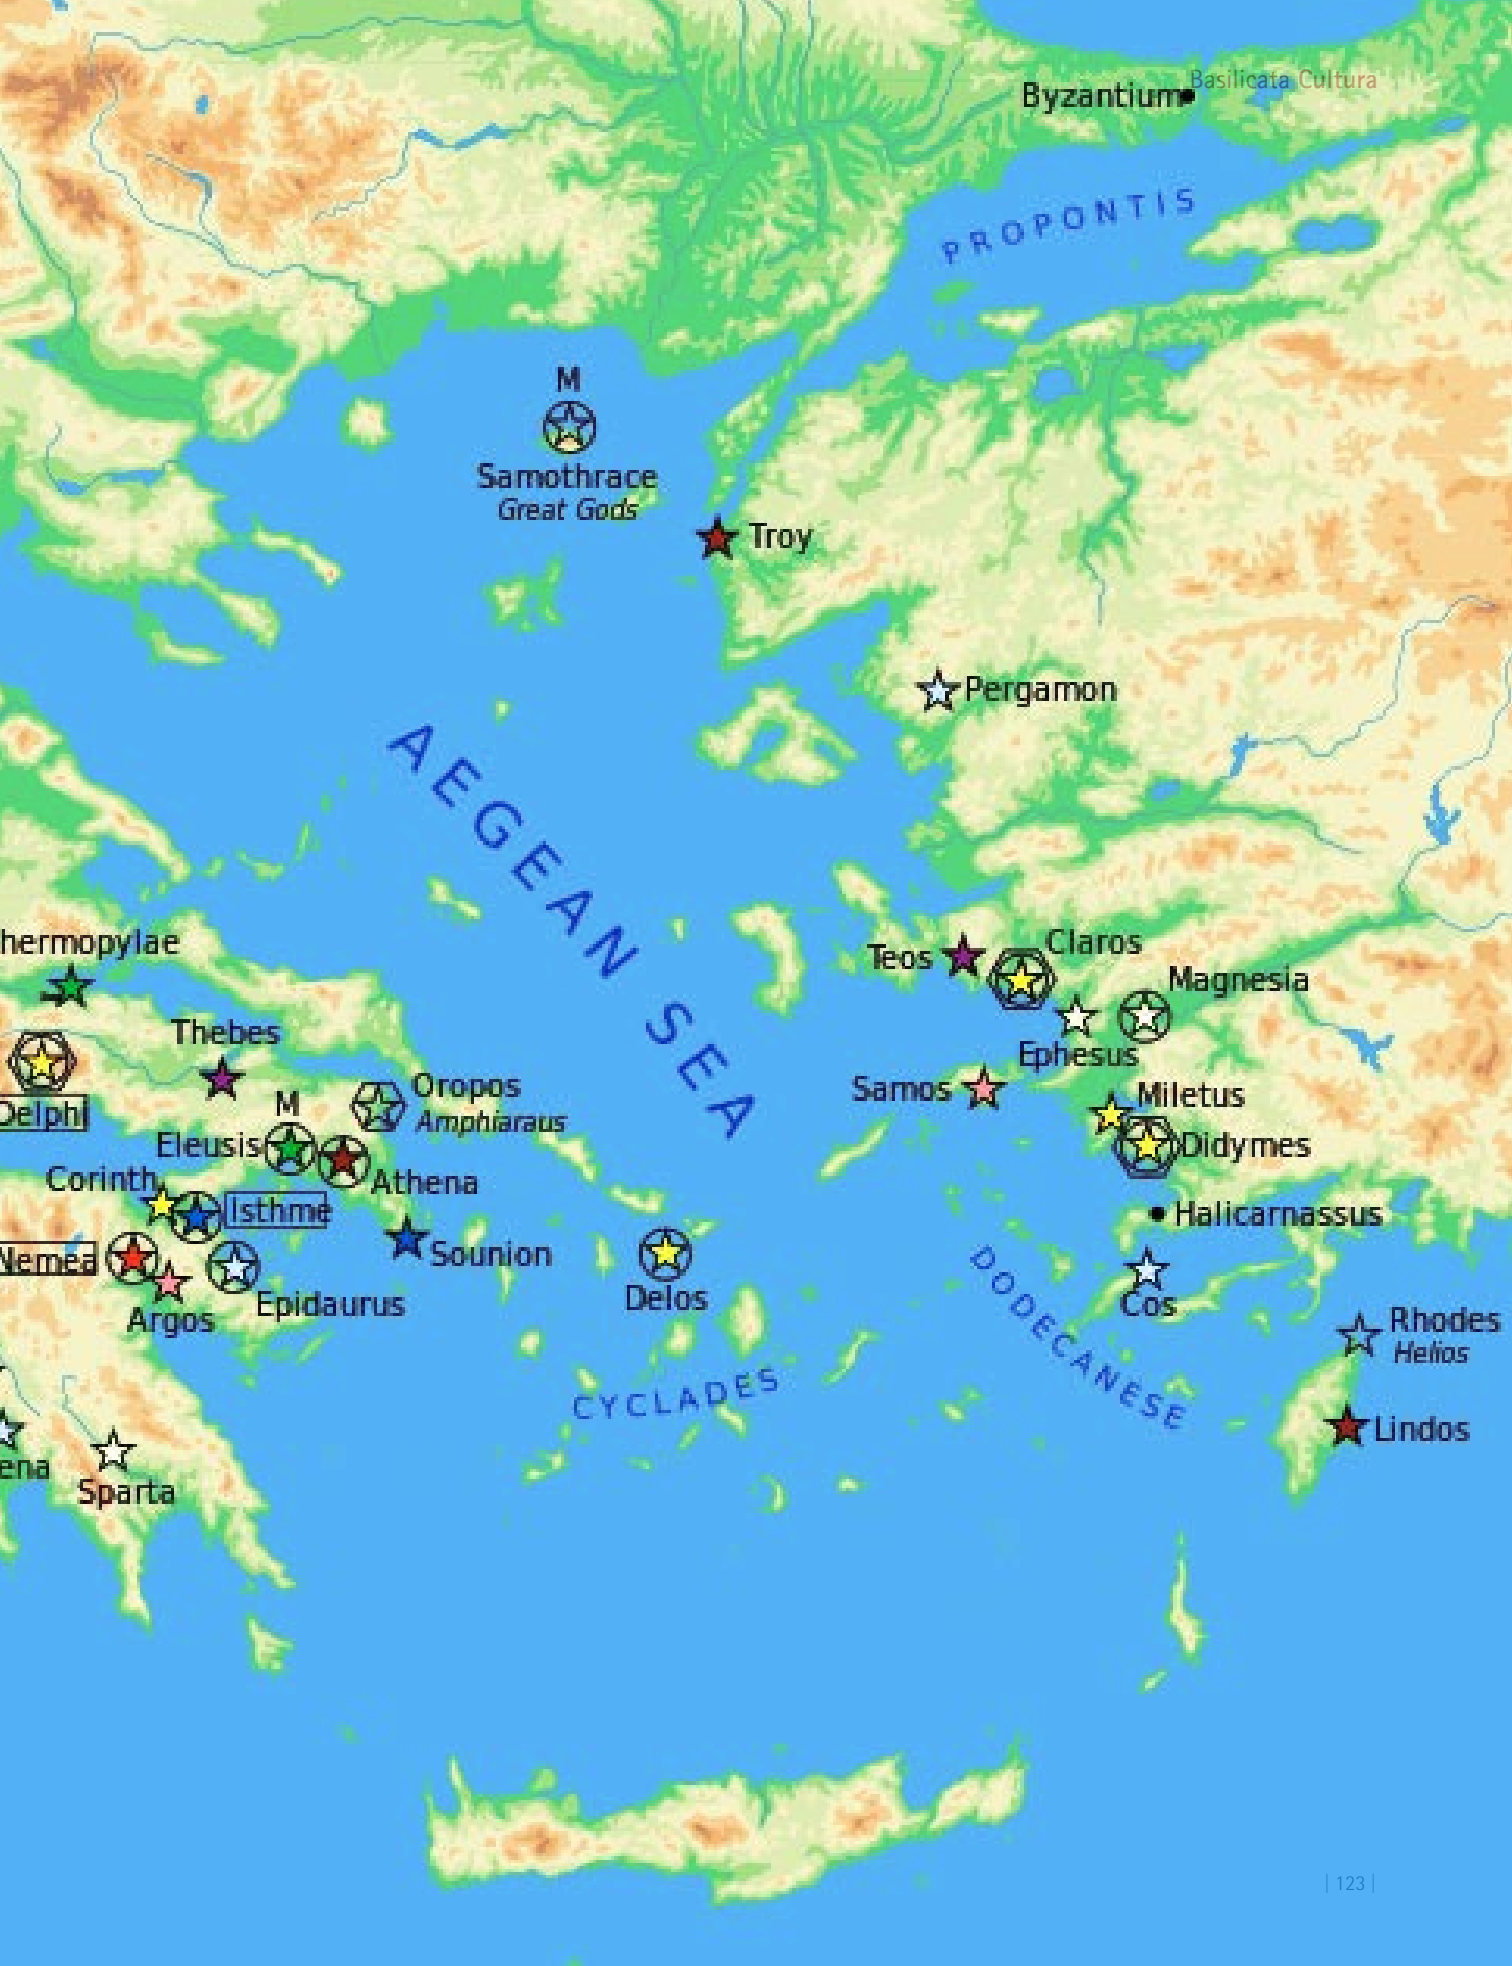 Basilicata Cultura
Byzantium
PROPONTIS
M
Samothrace
Great Gods
Troy
Pergamon
AEGEAN SEA
hermopylae
Teos
Claros
Magnesia
Thebes
Ephesus
Delphi
M
Oropos
Amphiaraus
Samos
Miletus
Eleusis
Didymes
Corinth
Athena
Isthme
Halicarnassus
Nemea
Sounion
Argos
Epidaurus
Delos
Cos
DODECANESE
Rhodes
Helios
CYCLADES
Lindos
ena
Sparta
| 123 |